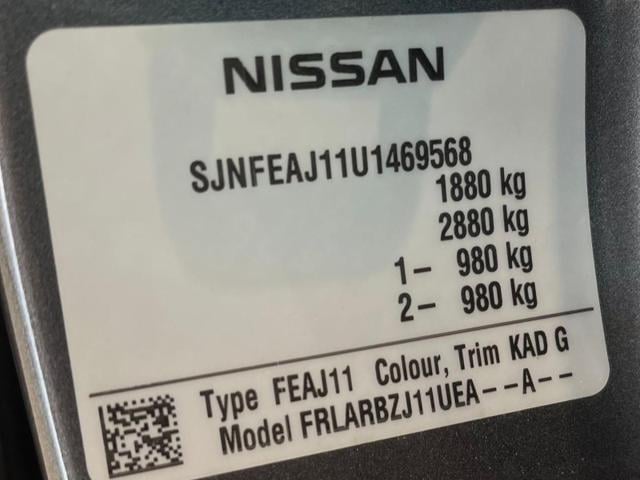 NISSAN
SJNFEAJ11U1469568
1880 kg
2880 kg
1- 980 kg
2- 980 kg
Type FEAJ11 Colour, Trim KAD G
Model FRLARBZJ11UEA--A--